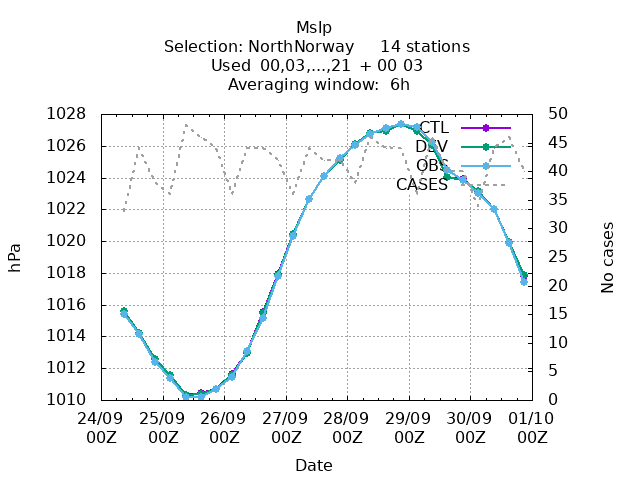 Mslp
Selection: NorthNorway     14 stations
Used  00,03,...,21  + 00 03
Averaging window:  6h
1028
1026
1024
1022
1020
1018
1016
1014
1012
1010
hPa
50
45
40
35
30
25
20
15
10
5
0
No cases
CTL
DSV
OBS
CASES
24/09 25/09 26/09 27/09 28/09 29/09 30/09 01/10
00Z 00Z 00Z 00Z 00Z 00Z 00Z 00Z
Date